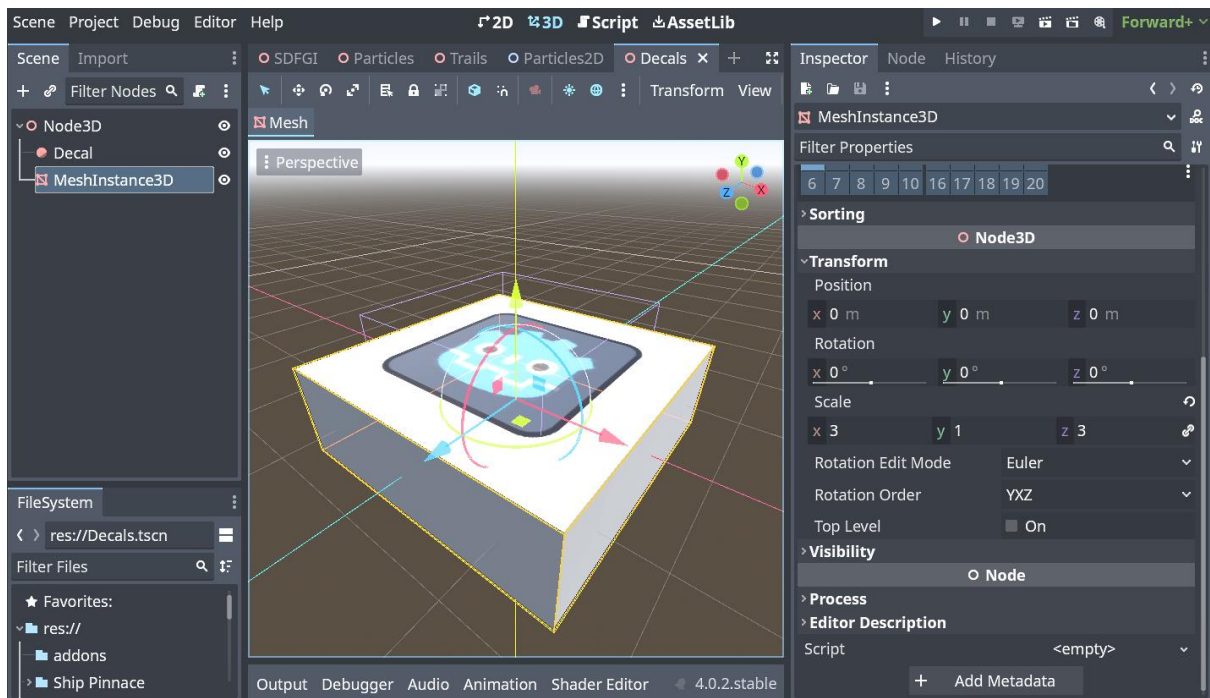 Scene Project Debug Editor Help
2D 3D Script AssetLib
Forward+
Scene Import
Filter Nodes
Node3D
Decal
MeshInstance3D
FileSystem
res://Decals.tscn
Filter Files
Favorites:
res://
addons
Ship Pinnace
SDFGI Particles Trails Particles2D Decals
Transform View
Mesh
Perspective
Y
Z X
Output Debugger Audio Animation Shader Editor 4.0.2.stable
Inspector Node History
MeshInstance3D
DOC
Filter Properties
6 7 8 9 10 16 17 18 19 20
Sorting
Node3D
Transform
Position
x 0 m y 0 m z 0 m
Rotation
x 0° y 0° z 0°
Scale
x 3 y 1 z 3
Rotation Edit Mode Euler
Rotation Order YXZ
Top Level On
Visibility
Node
Process
Editor Description
Script <empty>
+ Add Metadata